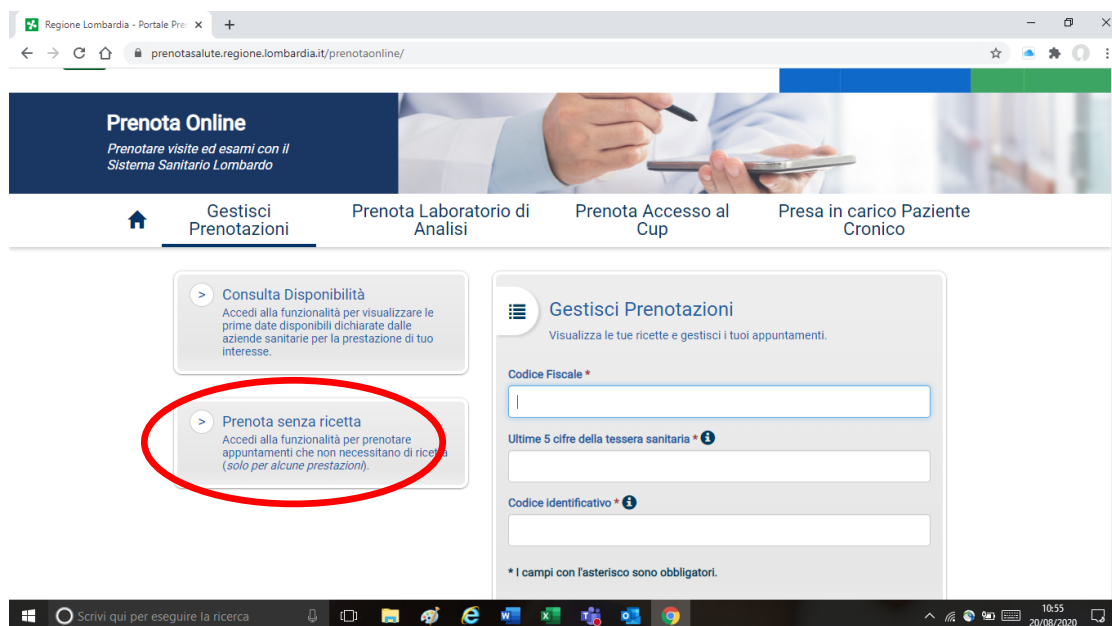 Regione Lombardia - Portale Pre
prenotasalute.regione.lombardia.it/prenotaonline/
Prenota Online
Prenotare visite ed esami con il
Sistema Sanitario Lombardo
Gestisci
Prenotazioni
Prenota Laboratorio di
Analisi
Prenota Accesso al
Cup
Presa in carico Paziente
Cronico
Consulta Disponibilità
Accedi alla funzionalità per visualizzare le
prime date disponibili dichiarate dalle
aziende sanitarie per la prestazione di tuo
interesse.
Prenota senza ricetta
Accedi alla funzionalità per prenotare
appuntamenti che non necessitano di ricetta
(solo per alcune prestazioni).
Gestisci Prenotazioni
Visualizza le tue ricette e gestisci i tuoi appuntamenti.
Codice Fiscale *
Ultime 5 cifre della tessera sanitaria *
Codice identificativo *
* I campi con l'asterisco sono obbligatori.
Scrivi qui per eseguire la ricerca
10:55
20/08/2020